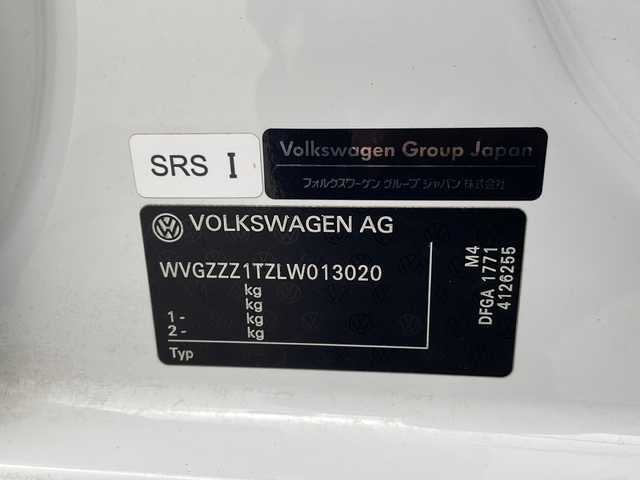 SRS I
Volkswagen Group Japan
フォルクスワーゲン グループ ジャパン 株式会社
VOLKSWAGEN AG
WVGZZZ1TZLW013020
kg
kg
1 - kg
2 - kg
Typ
M4
DFGA 1771
4126255